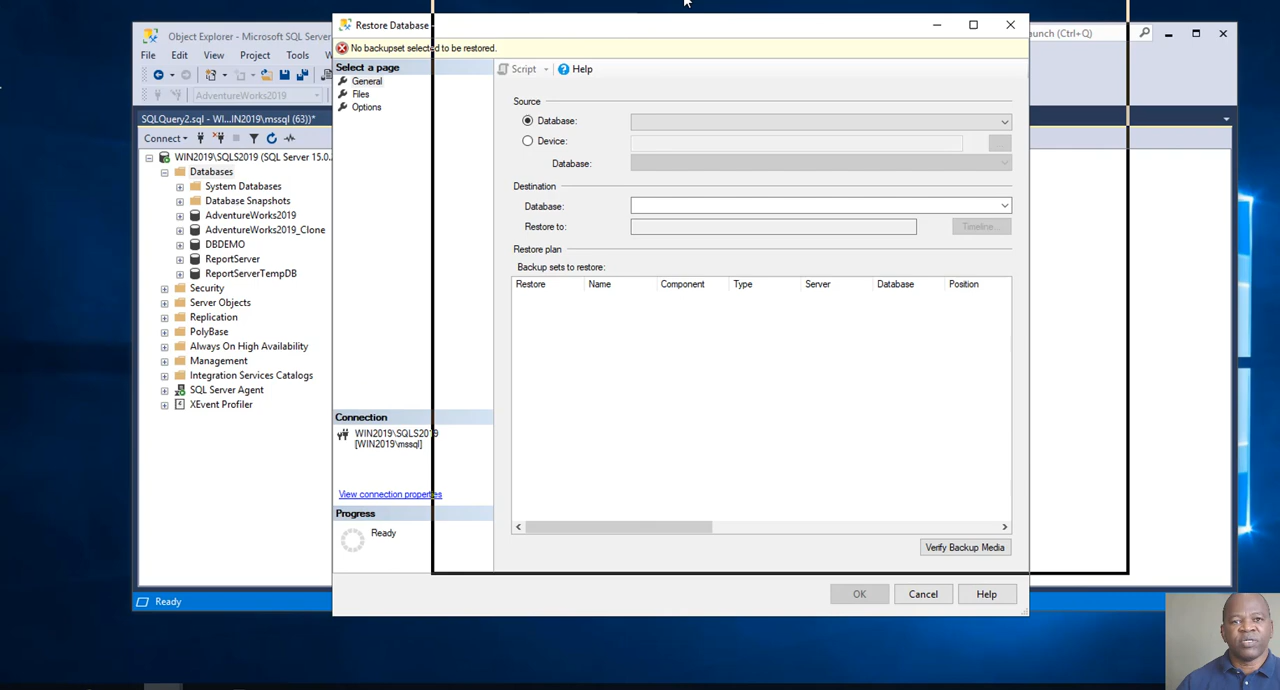 Object Explorer - Microsoft SQL Server
File Edit View Project Tools
AdventureWorks2019
SQLQuery2.sql - WI...IN2019\mssql (63))*
Connect
WIN2019\SQLS2019 (SQL Server 15.0.
Databases
System Databases
Database Snapshots
AdventureWorks2019
AdventureWorks2019_Clone
DBDEMO
ReportServer
ReportServerTempDB
Security
Server Objects
Replication
PolyBase
Always On High Availability
Management
Integration Services Catalogs
SQL Server Agent
XEvent Profiler
Ready
Restore Database -
No backupset selected to be restored.
Select a page
General
Files
Options
Connection
WIN2019\SQLS2019
[WIN2019\mssql]
View connection properties
Progress
Ready
Script Help
Source
Database:
Device:
...
Database:
Destination
Database:
Restore to:
Timeline...
Restore plan
Backup sets to restore:
Restore Name Component Type Server Database Position
Verify Backup Media
OK Cancel Help
aunch (Ctrl+Q)